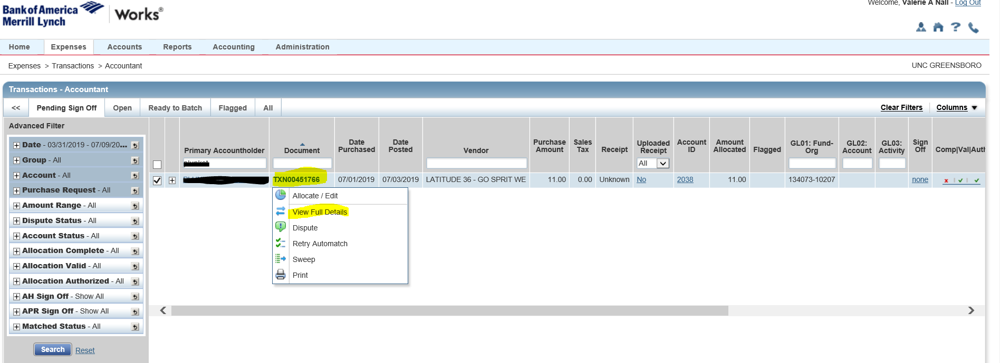 Welcome, Valerie A Nall - Log Out
Bank of America
Merrill Lynch
Works®
Home Expenses Accounts Reports Accounting Administration
Expenses > Transactions > Accountant
UNC GREENSBORO
Transactions - Accountant
<< Pending Sign Off Open Ready to Batch Flagged All
Clear Filters Columns
Advanced Filter
Date - 03/31/2019 - 07/09/20...
Group - All
Account - All
Purchase Request - All
Amount Range - All
Dispute Status - All
Account Status - All
Allocation Complete - All
Allocation Valid - All
Allocation Authorized - All
AH Sign Off - Show All
APR Sign Off - Show All
Matched Status - All
Search Reset
Primary Accountholder
Document
Date
Purchased
Date
Posted
Vendor
Purchase
Amount
Sales
Tax
Receipt
Uploaded
Receipt
All
Account
ID
Amount
Allocated
Flagged
GL01: Fund-
Org
GL02:
Account
GL03:
Activity
Sign
Off
Comp|Val|Auth
TXN00451766 07/01/2019 07/03/2019 LATITUDE 36 - GO SPRIT WE 11.00 0.00 Unknown No 2038 11.00 134073-10207 none
Allocate / Edit
View Full Details
Dispute
Retry Automatch
Sweep
Print